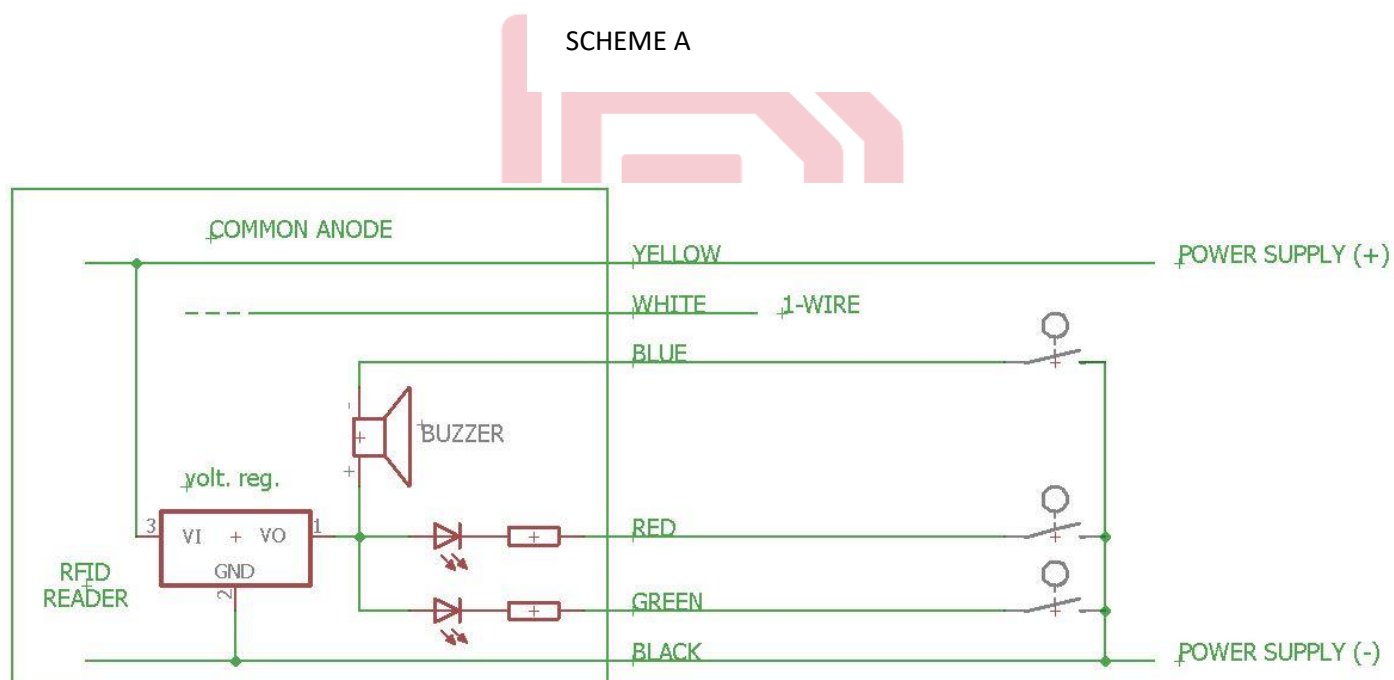 SCHEME A
COMMON ANODE
YELLOW
POWER SUPPLY (+)
WHITE
1-WIRE
BLUE
-
BUZZER
+
volt. reg.
3
VI + VO
1
RED
GND
2
RFID
READER
GREEN
BLACK
POWER SUPPLY (-)